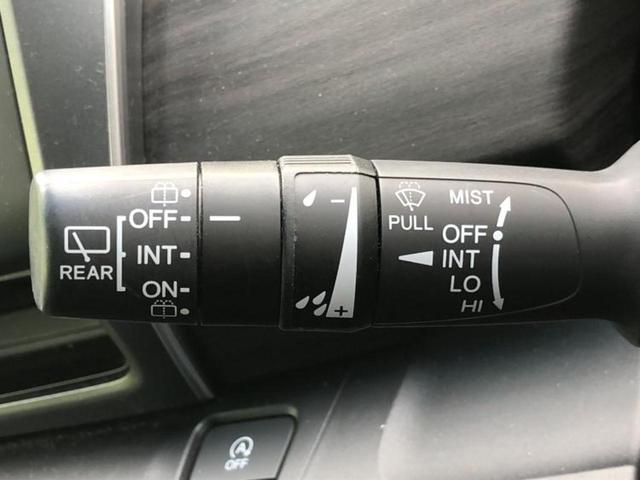 REAR
OFF
INT
ON
−
+
PULL
MIST
OFF
INT
LO
HI
OFF